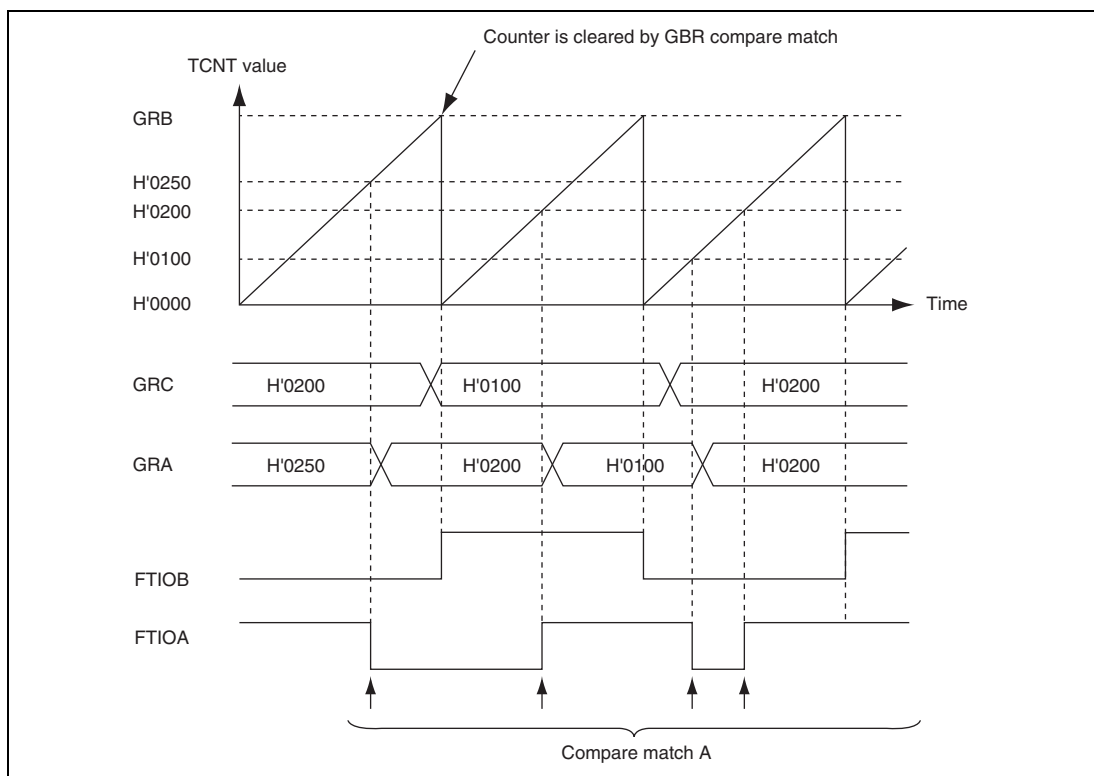 Counter is cleared by GBR compare match
TCNT value
GRB
H'0250
H'0200
H'0100
H'0000
Time
GRC
H'0200
H'0100
H'0200
GRA
H'0250
H'0200
H'0100
H'0200
FTIOB
FTIOA
Compare match A